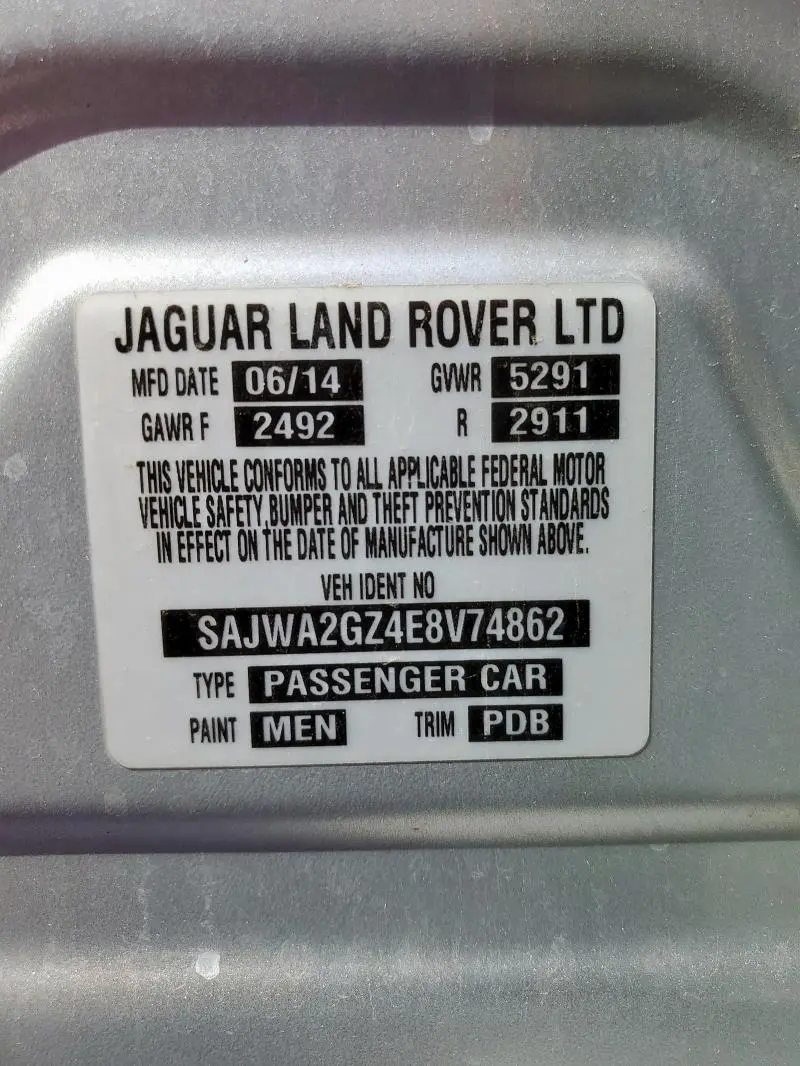 JAGUAR LAND ROVER LTD
MFD DATE 06/14 GVWR 5291
GAWR F 2492 R 2911
THIS VEHICLE CONFORMS TO ALL APPLICABLE FEDERAL MOTOR
VEHICLE SAFETY, BUMPER AND THEFT PREVENTION STANDARDS
IN EFFECT ON THE DATE OF MANUFACTURE SHOWN ABOVE.
VEH IDENT NO
SAJWA2GZ4E8V74862
TYPE PASSENGER CAR
PAINT MEN TRIM PDB